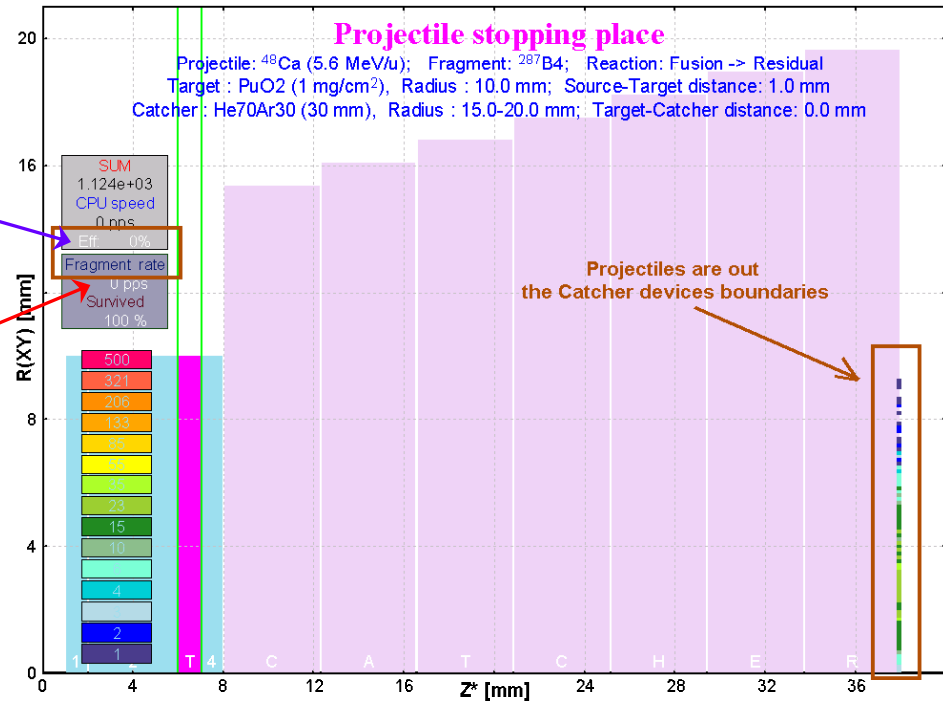 Projectile stopping place
Projectile: ⁴⁸Ca (5.6 MeV/u); Fragment: ²⁸⁷B4; Reaction: Fusion -> Residual
Target : PuO2 (1 mg/cm²), Radius : 10.0 mm; Source-Target distance: 1.0 mm
Catcher : He70Ar30 (30 mm), Radius : 15.0-20.0 mm; Target-Catcher distance: 0.0 mm
20
16
8
4
0
R(XY) [mm]
SUM
1.124e+03
CPU speed
0 pps
Eff. 0%
Fragment rate
0 pps
Survived
100 %
500
321
206
133
23
15
10
4
2
1
Projectiles are out
the Catcher devices boundaries
1 2 T 4 C A T C H E R
0 4 8 12 16 20 24 28 32 36
Z* [mm]